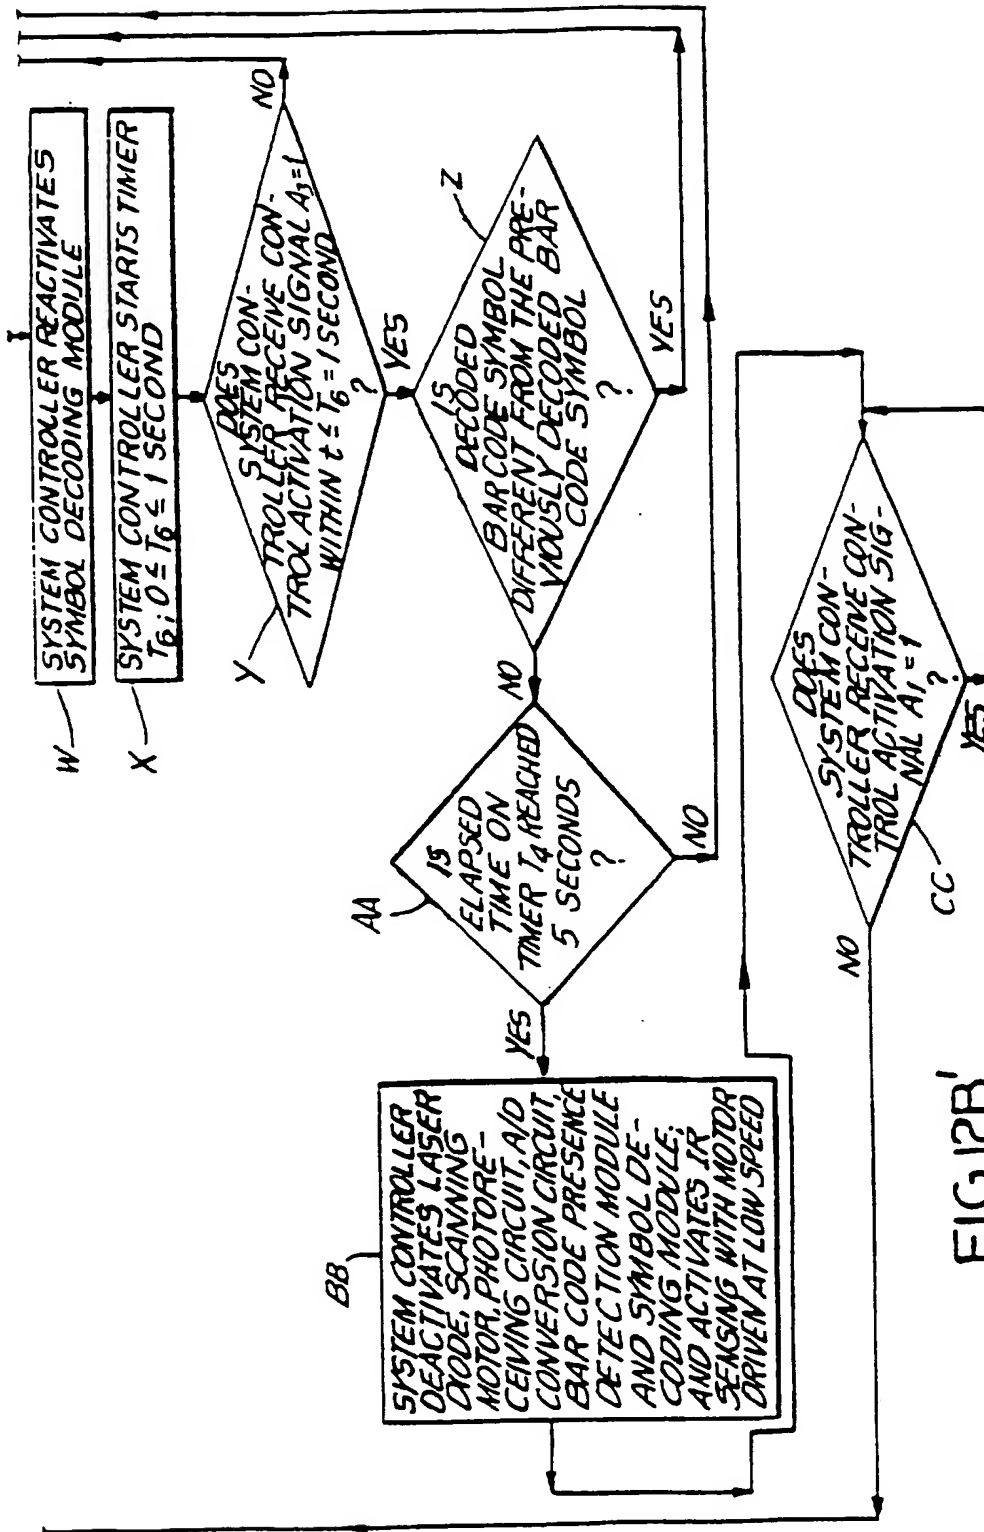 W
SYSTEM CONTROLLER REACTIVATES
SYMBOL DECODING MODULE
X
SYSTEM CONTROLLER STARTS TIMER
T6; 0 ≤ T6 ≤ 1 SECOND
Y
DOES
SYSTEM CON-
TROLLER RECEIVE CON-
TROL ACTIVATION SIGNAL A3=1
WITHIN t ≤ T6 = 1 SECOND
?
NO
YES
Z
IS
DECODED
BAR CODE SYMBOL
DIFFERENT FROM THE PRE-
VIOUSLY DECODED BAR
CODE SYMBOL
?
YES
NO
AA
IS
ELAPSED
TIME ON
TIMER T4 REACHED
5 SECONDS
?
NO
YES
BB
SYSTEM CONTROLLER
DEACTIVATES LASER
DIODE, SCANNING
MOTOR, PHOTORE-
CEIVING CIRCUIT, A/D
CONVERSION CIRCUIT,
BAR CODE PRESENCE
DETECTION MODULE
AND SYMBOL DE-
CODING MODULE;
AND ACTIVATES IR
SENSING WITH MOTOR
DRIVEN AT LOW SPEED
CC
DOES
SYSTEM CON-
TROLLER RECEIVE CON-
TROL ACTIVATION SIG-
NAL A1 = 1
?
NO
YES
FIG. 12B'